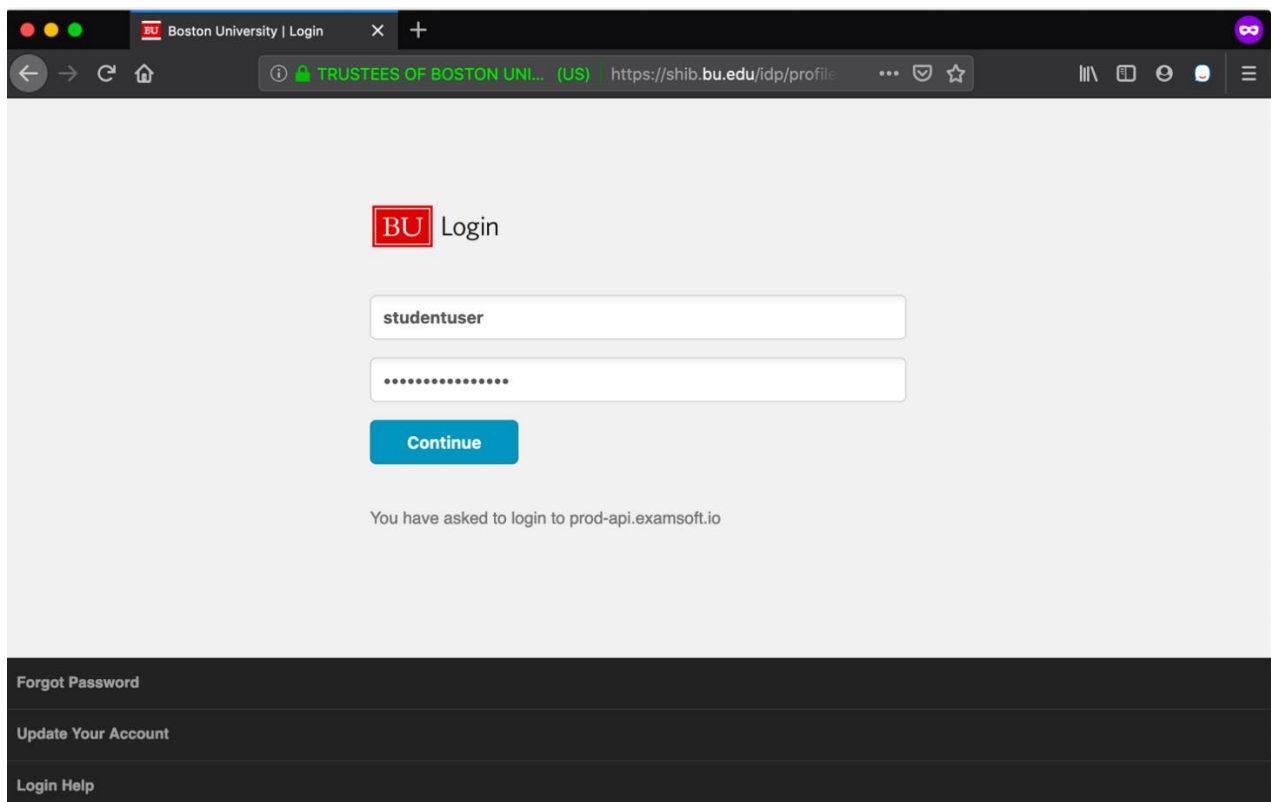 BU Boston University | Login
TRUSTEES OF BOSTON UNI... (US) https://shib.bu.edu/idp/profile
BU Login
studentuser
••••••••••••••••
Continue
You have asked to login to prod-api.examsoft.io
Forgot Password
Update Your Account
Login Help